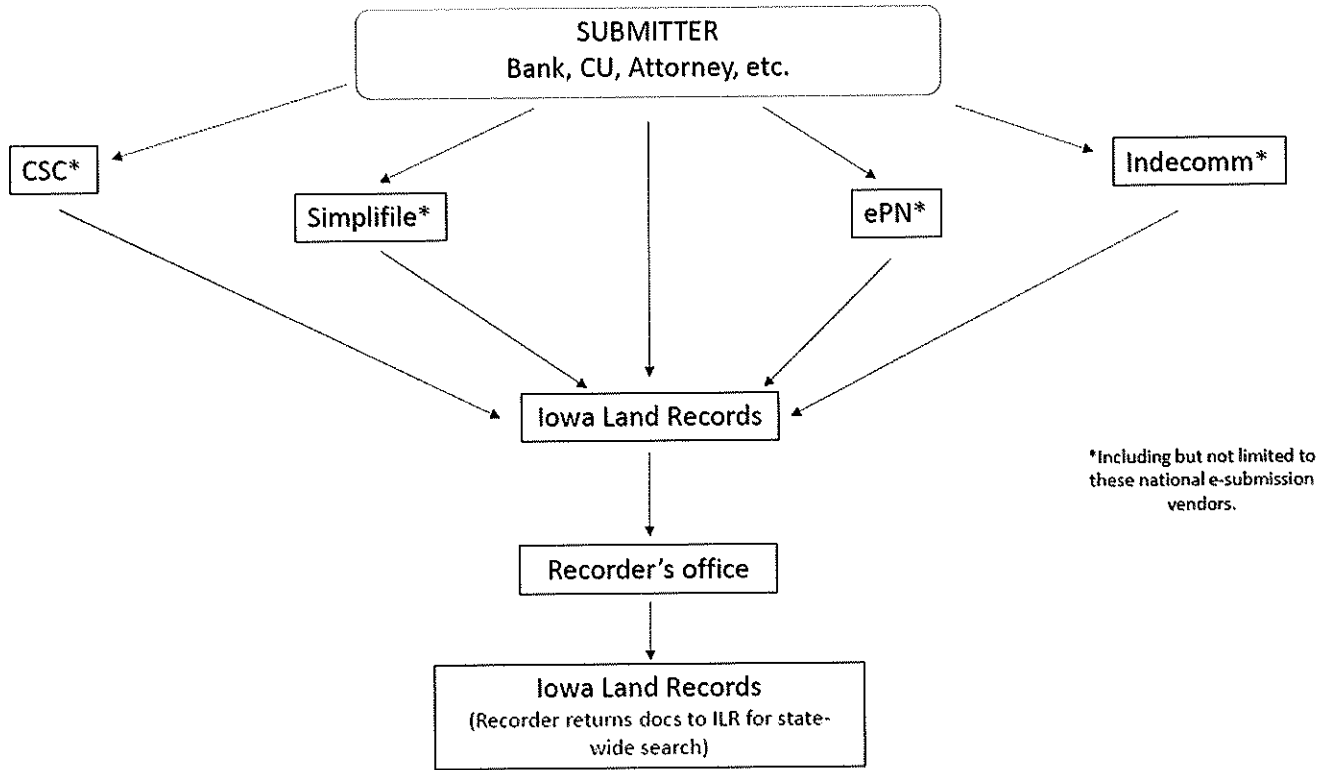 SUBMITTER
Bank, CU, Attorney, etc.
CSC*
Indecomm*
Simplifile*
ePN*
Iowa Land Records
*Including but not limited to
these national e-submission
vendors.
Recorder's office
Iowa Land Records
(Recorder returns docs to ILR for state-
wide search)